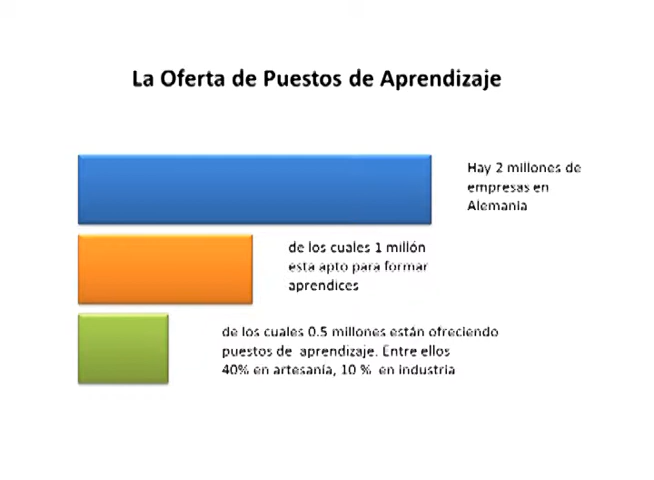 La Oferta de Puestos de Aprendizaje
Hay 2 millones de
empresas en
Alemania
de los cuales 1 millón
esta apto para formar
aprendices
de los cuales 0.5 millones están ofreciendo
puestos de aprendizaje. Entre ellos
40% en artesanía, 10 % en industria